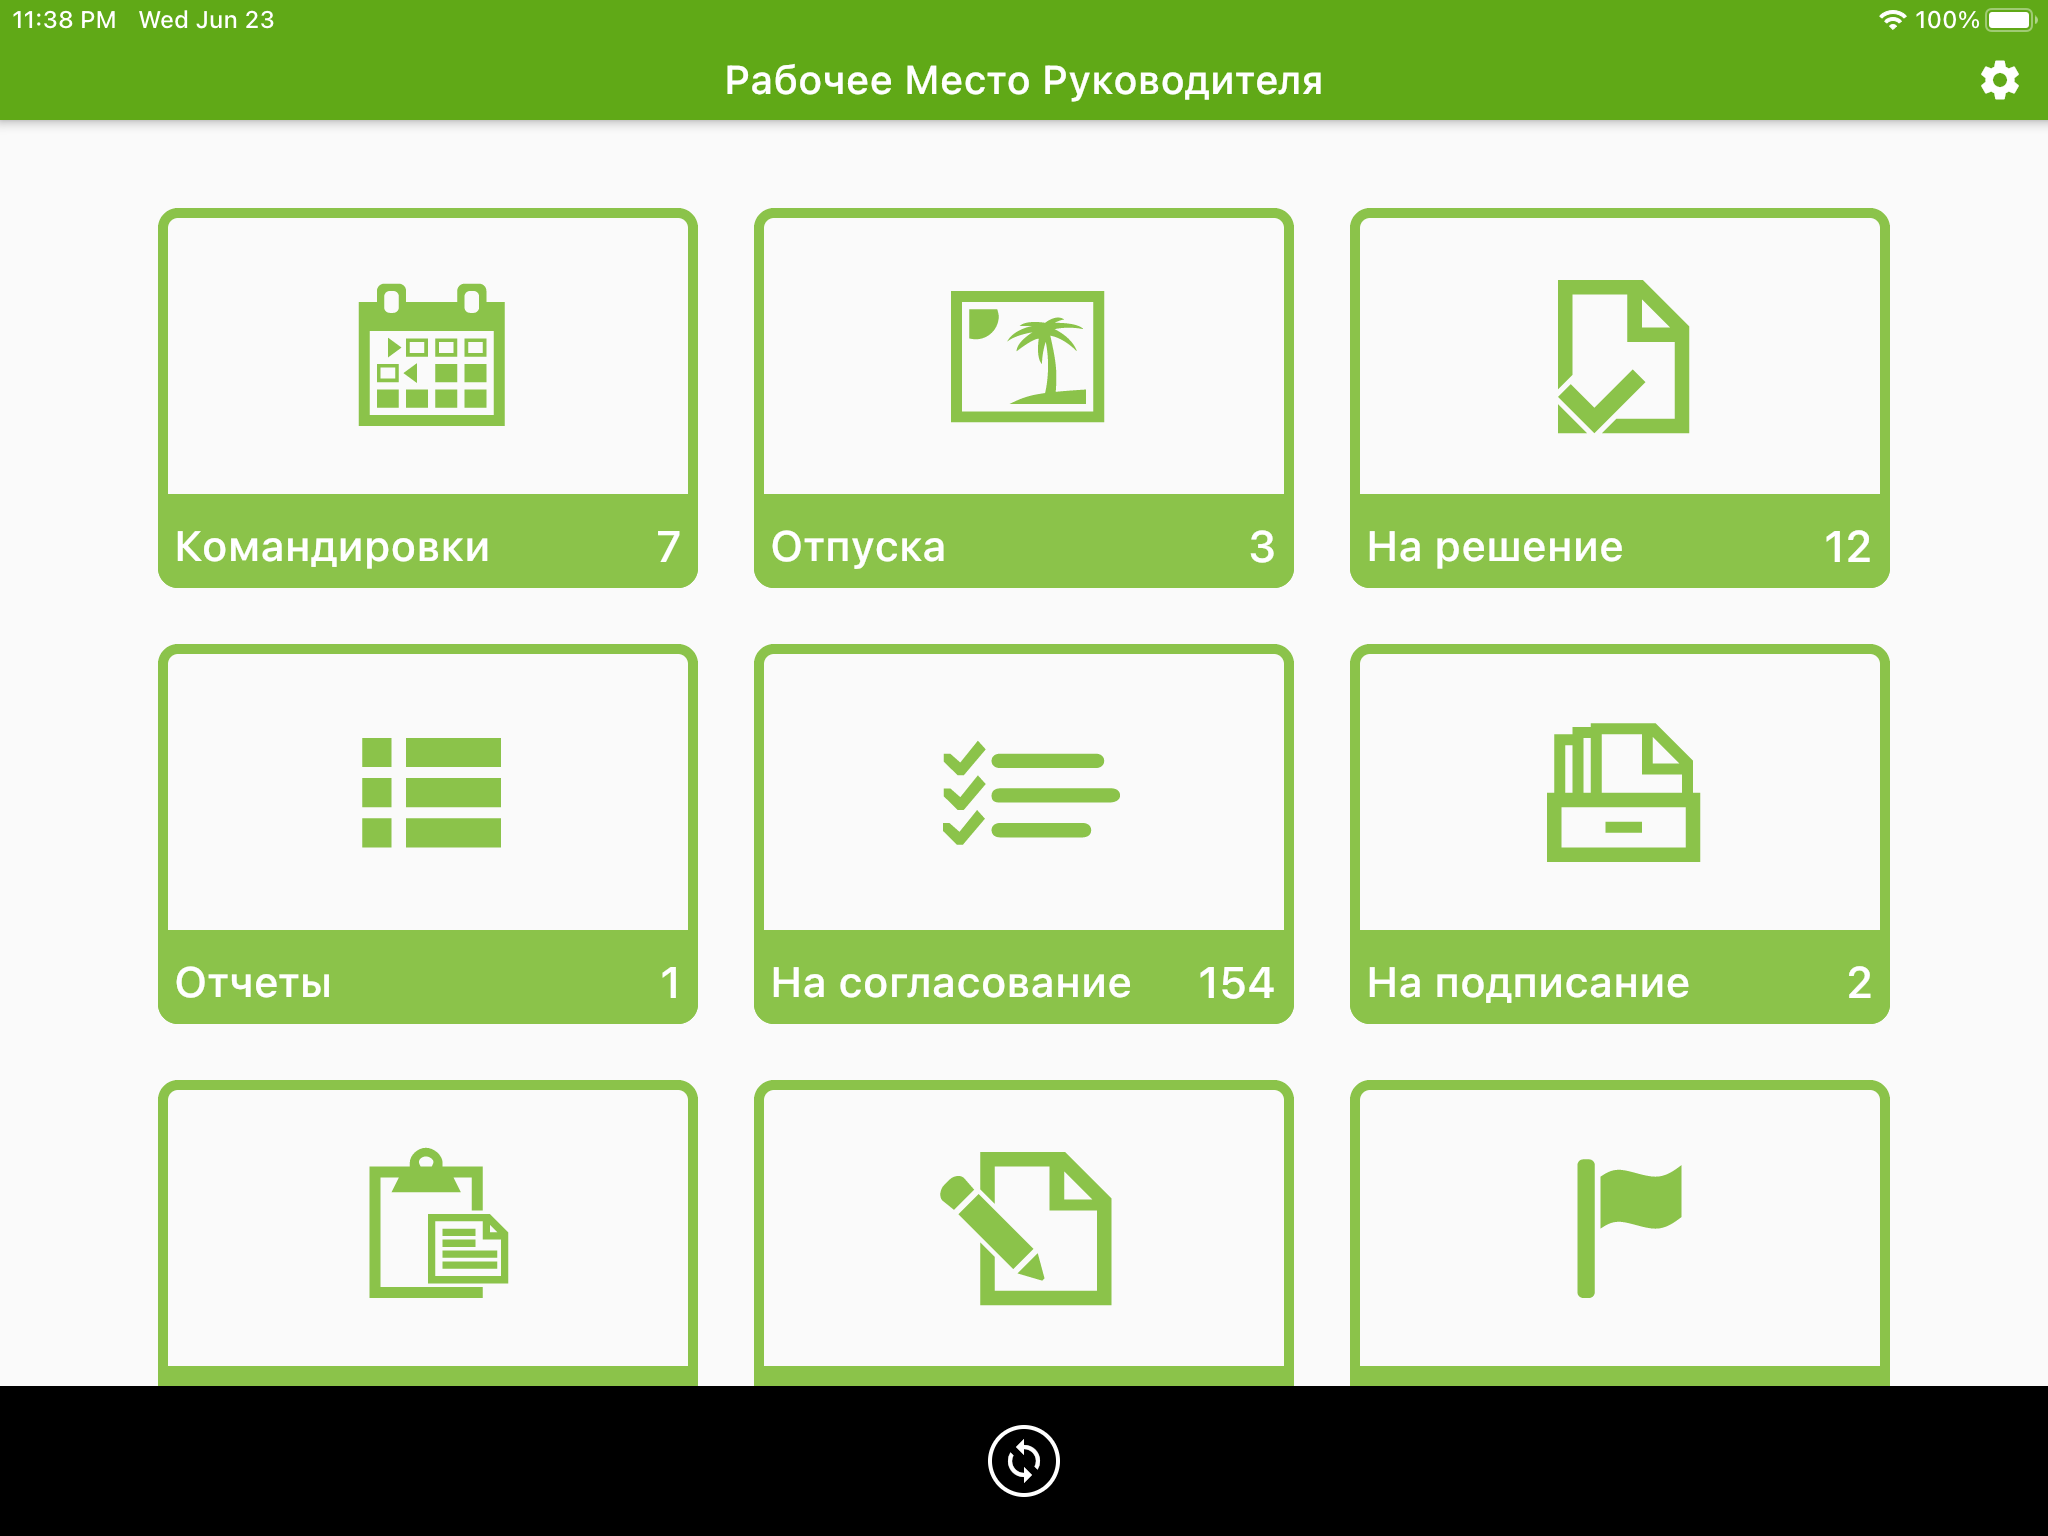 11:38 PM Wed Jun 23 100%
Рабочее Место Руководителя
Командировки 7
Отпуска 3
На решение 12
Отчеты 1
На согласование 154
На подписание 2